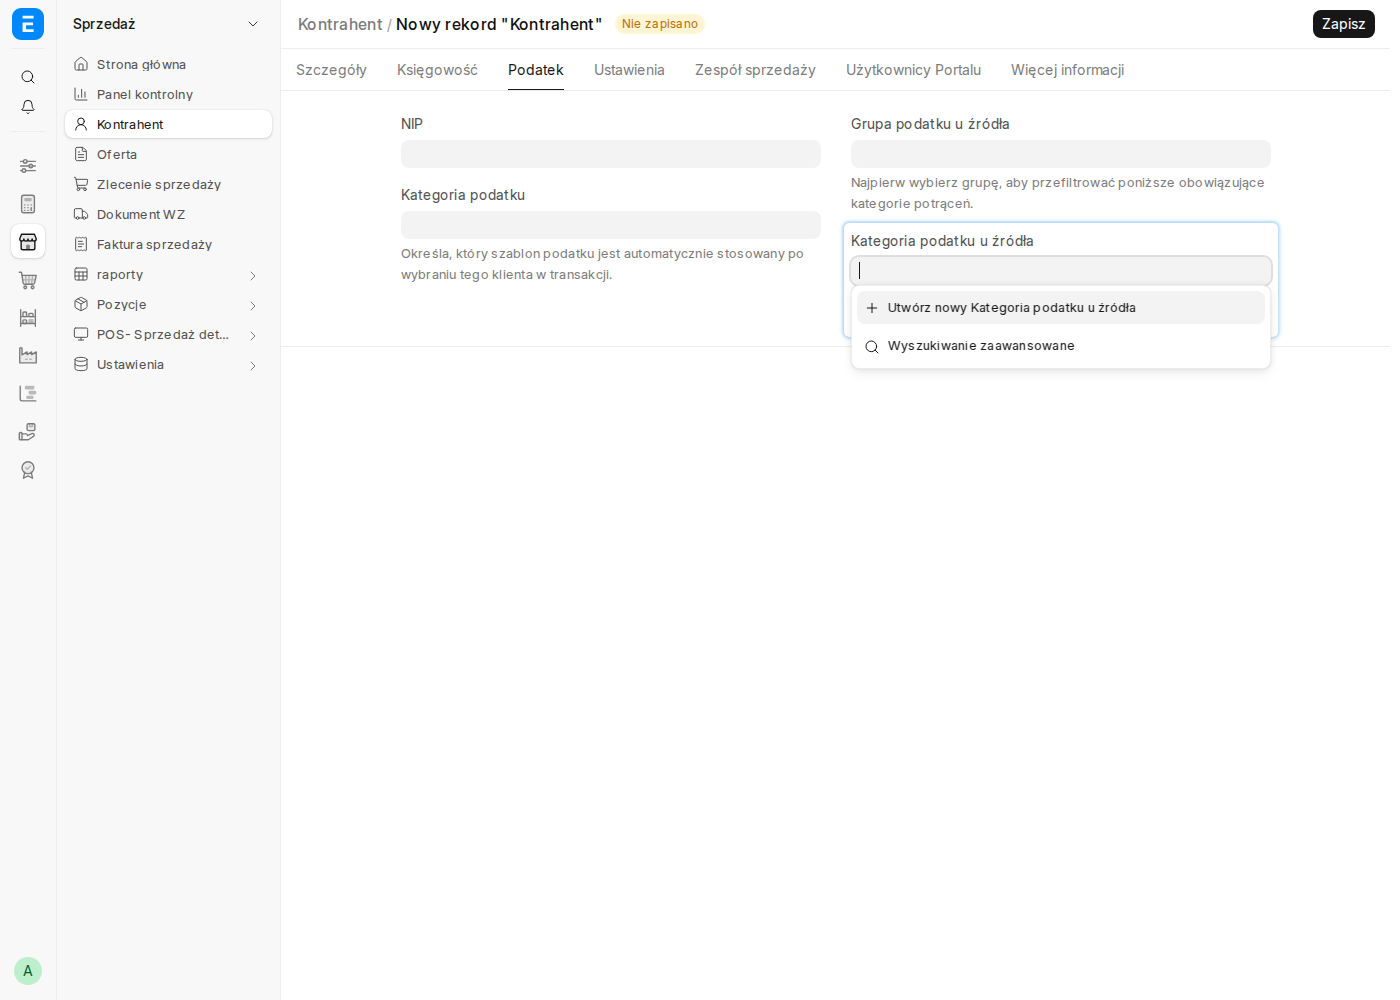 Sprzedaż
Strona główna
Panel kontrolny
Kontrahent
Oferta
Zlecenie sprzedaży
Dokument WZ
Faktura sprzedaży
raporty
Pozycje
POS- Sprzedaż det...
Ustawienia
A
Kontrahent / Nowy rekord "Kontrahent"
Nie zapisano
Zapisz
Szczegóły
Księgowość
Podatek
Ustawienia
Zespół sprzedaży
Użytkownicy Portalu
Więcej informacji
NIP
Kategoria podatku
Określa, który szablon podatku jest automatycznie stosowany po
wybraniu tego klienta w transakcji.
Grupa podatku u źródła
Najpierw wybierz grupę, aby przefiltrować poniższe obowiązujące
kategorie potrąceń.
Kategoria podatku u źródła
Utwórz nowy Kategoria podatku u źródła
Wyszukiwanie zaawansowane